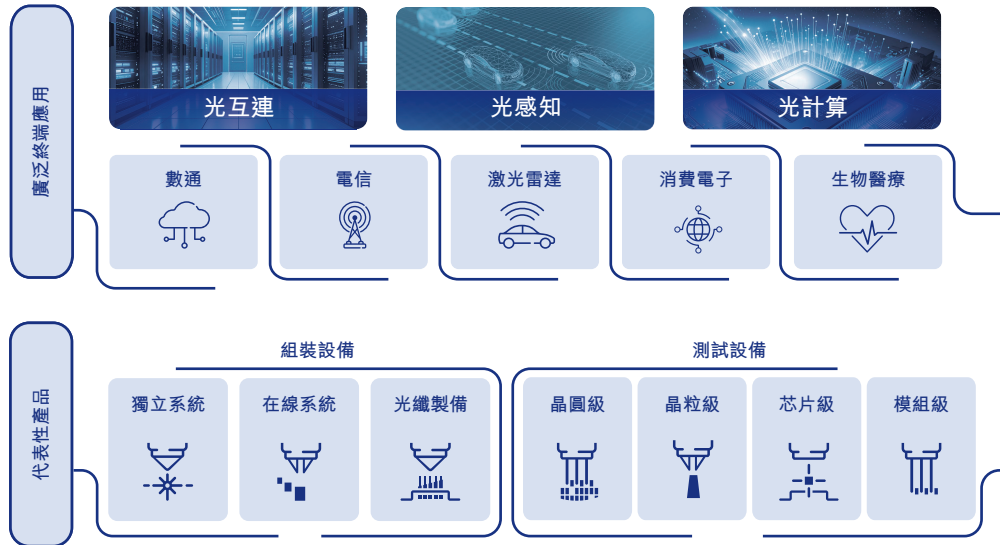 廣泛終端應用
光互連
光感知
光計算
數通
電信
激光雷達
消費電子
生物醫療
代表性產品
組裝設備
測試設備
獨立系統
在線系統
光纖製備
晶圓級
晶粒級
芯片級
模組級